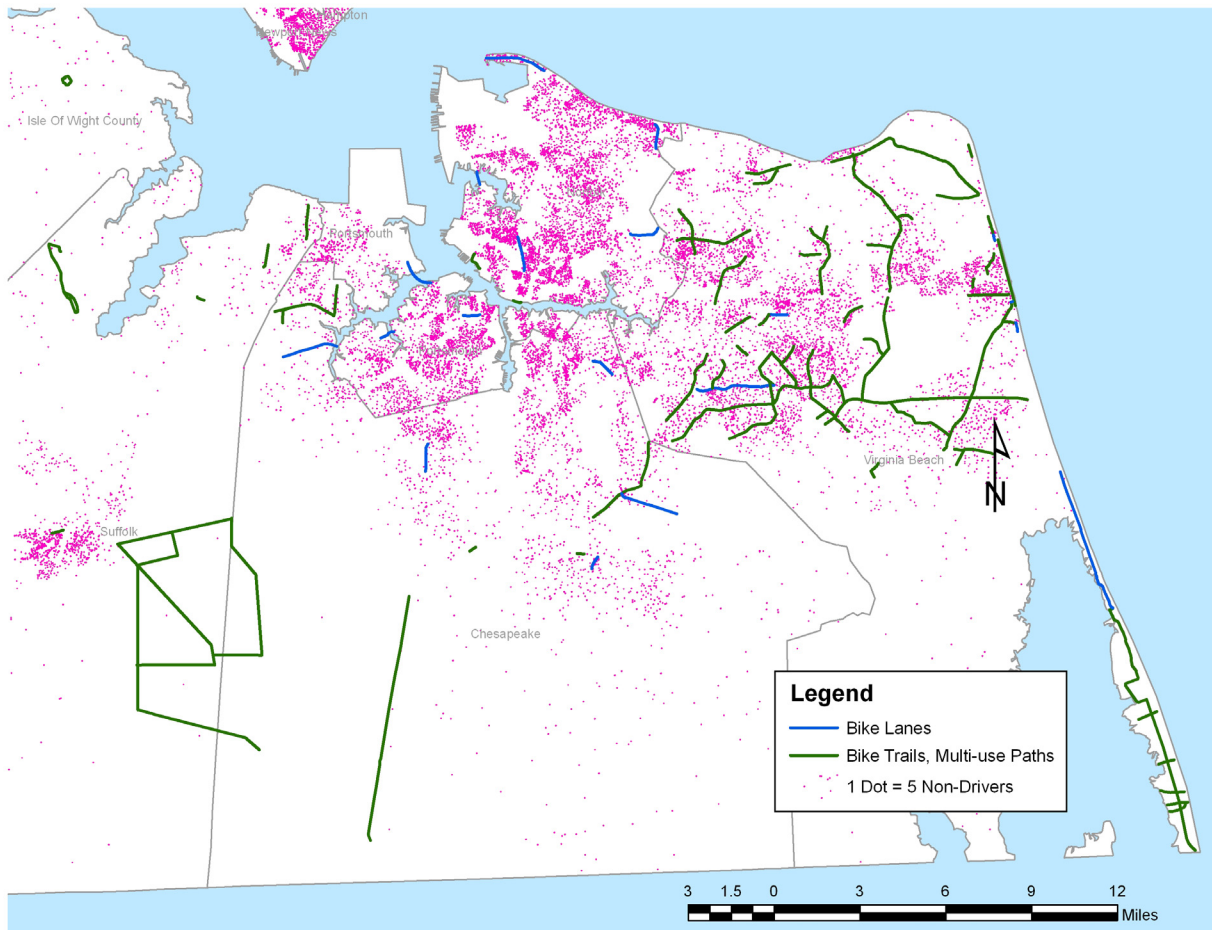 Hampton
Newport News
Isle Of Wight County
Norfolk
Portsmouth
Virginia Beach
N
Suffolk
Chesapeake
Legend
Bike Lanes
Bike Trails, Multi-use Paths
1 Dot = 5 Non-Drivers
3 1.5 0 3 6 9 12
Miles